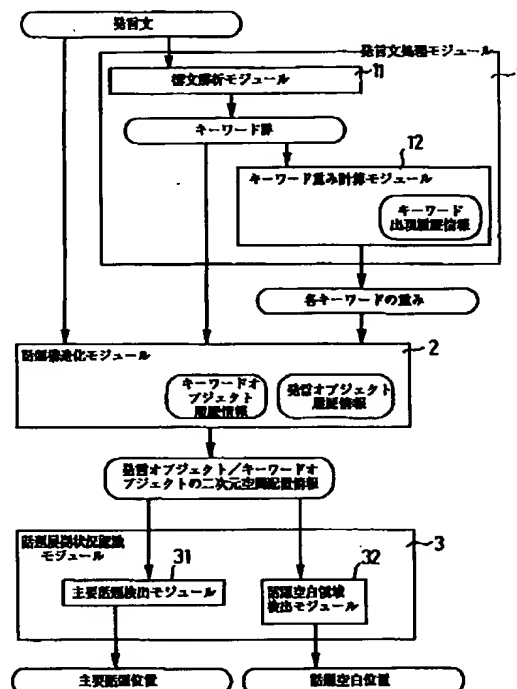 発言文
発言文処理モジュール
構文解析モジュール
11
キーワード群
12
キーワード重み計算モジュール
キーワード
出現履歴情報
各キーワードの重み
話題構造化モジュール
2
キーワードオ
ブジェクト
履歴情報
発言オブジェクト
履歴情報
発言オブジェクト／キーワードオ
ブジェクトの二次元空間配置情報
話題展開状況認識
モジュール
3
31
主要話題検出モジュール
32
話題空白領域
検出モジュール
主要話題位置
話題空白位置